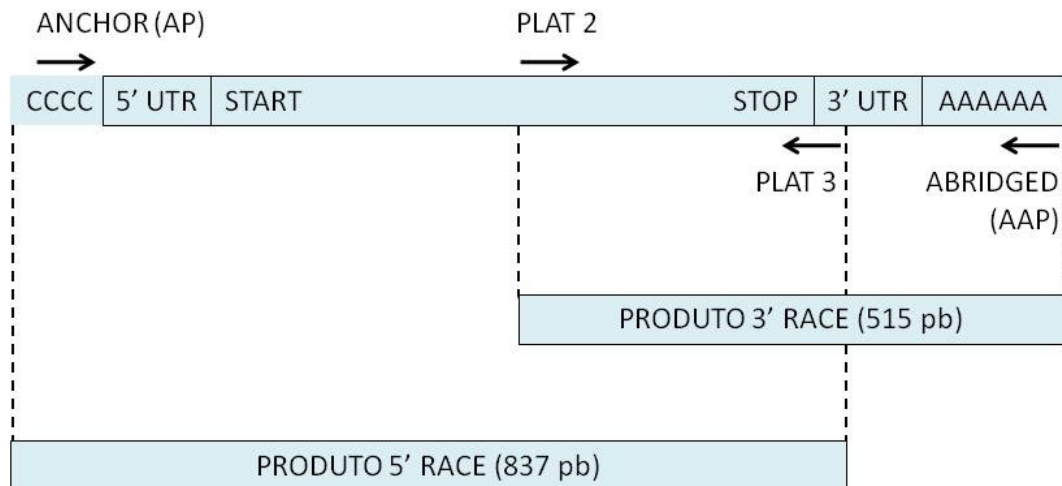 ANCHOR (AP)
PLAT 2
CCCC 5’ UTR START STOP 3’ UTR AAAAAA
PLAT 3
ABRIDGED
(AAP)
PRODUTO 3’ RACE (515 pb)
PRODUTO 5’ RACE (837 pb)